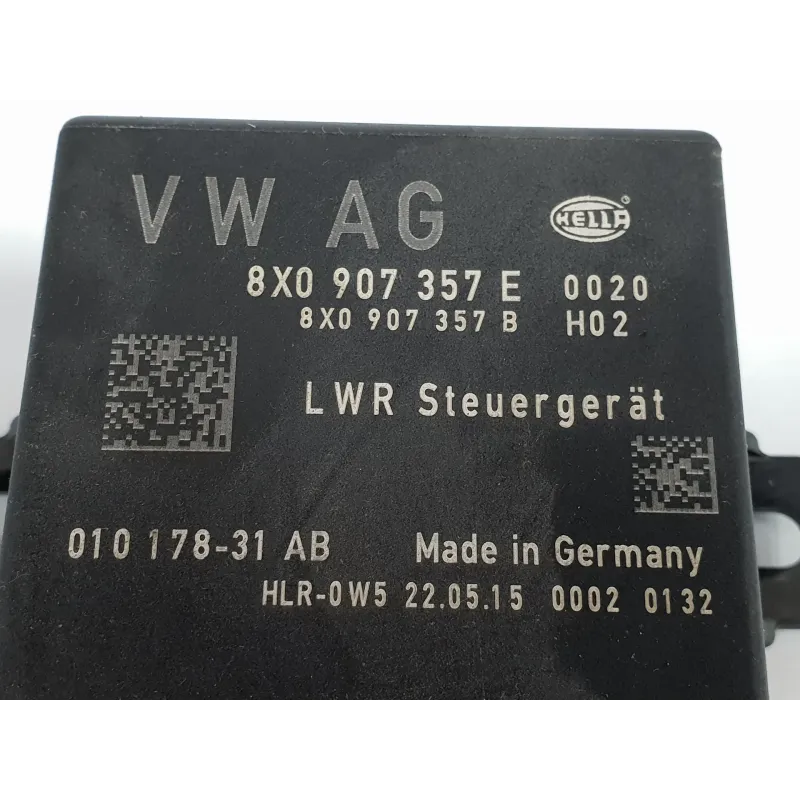 VW AG HELLA
8X0 907 357 E 0020
8X0 907 357 B H02
LWR Steuergerät
010 178-31 AB Made in Germany
HLR-0W5 22.05.15 0002 0132